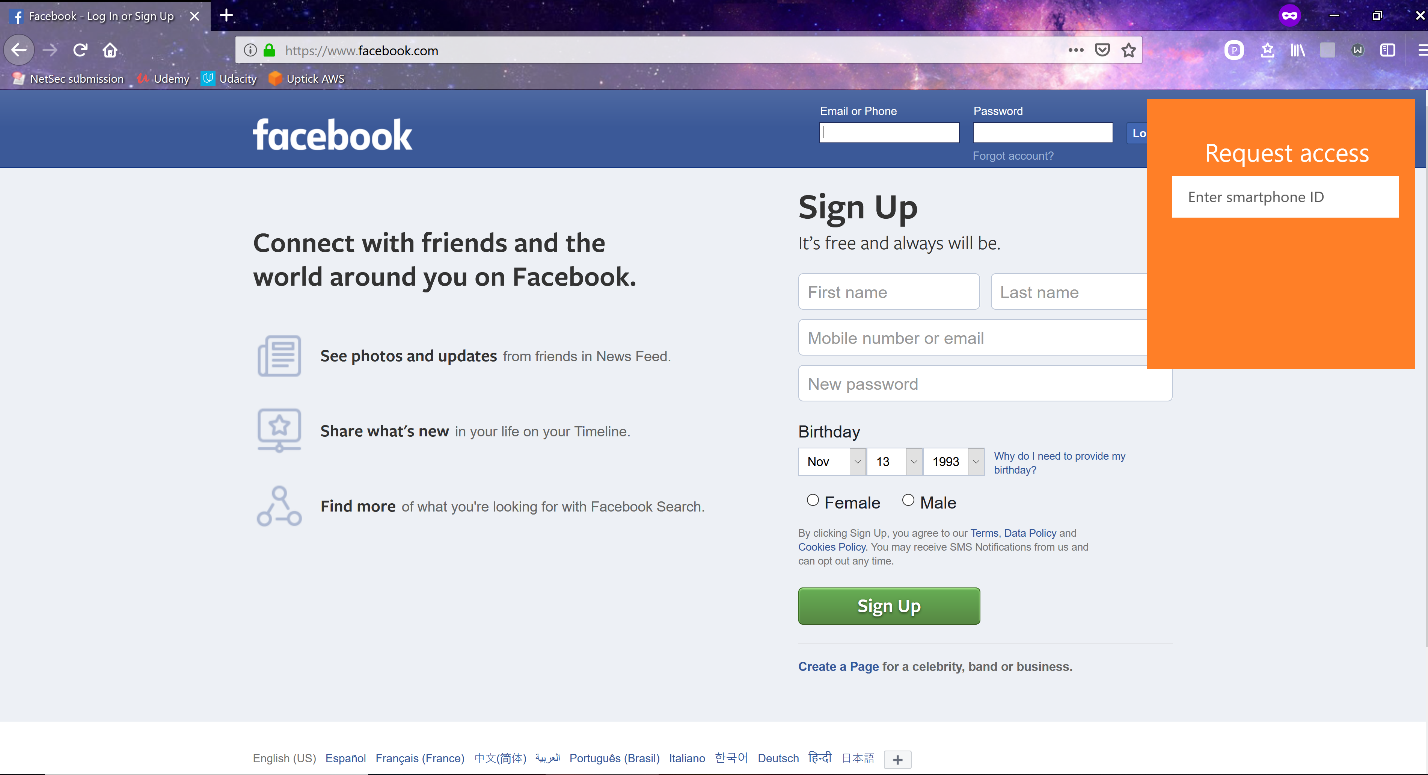 Facebook - Log In or Sign Up
https://www.facebook.com
NetSec submission Udemy Udacity Uptick AWS
facebook
Email or Phone
Password
Lo
Forgot account?
Request access
Enter smartphone ID
Connect with friends and the
world around you on Facebook.
See photos and updates from friends in News Feed.
Share what's new in your life on your Timeline.
Find more of what you're looking for with Facebook Search.
Sign Up
It's free and always will be.
First name Last name
Mobile number or email
New password
Birthday
Nov 13 1993
Why do I need to provide my
birthday?
Female Male
By clicking Sign Up, you agree to our Terms, Data Policy and
Cookies Policy. You may receive SMS Notifications from us and
can opt out any time.
Sign Up
Create a Page for a celebrity, band or business.
English (US) Español Français (France) 中文(简体) العربية Português (Brasil) Italiano 한국어 Deutsch हिन्दी 日本語